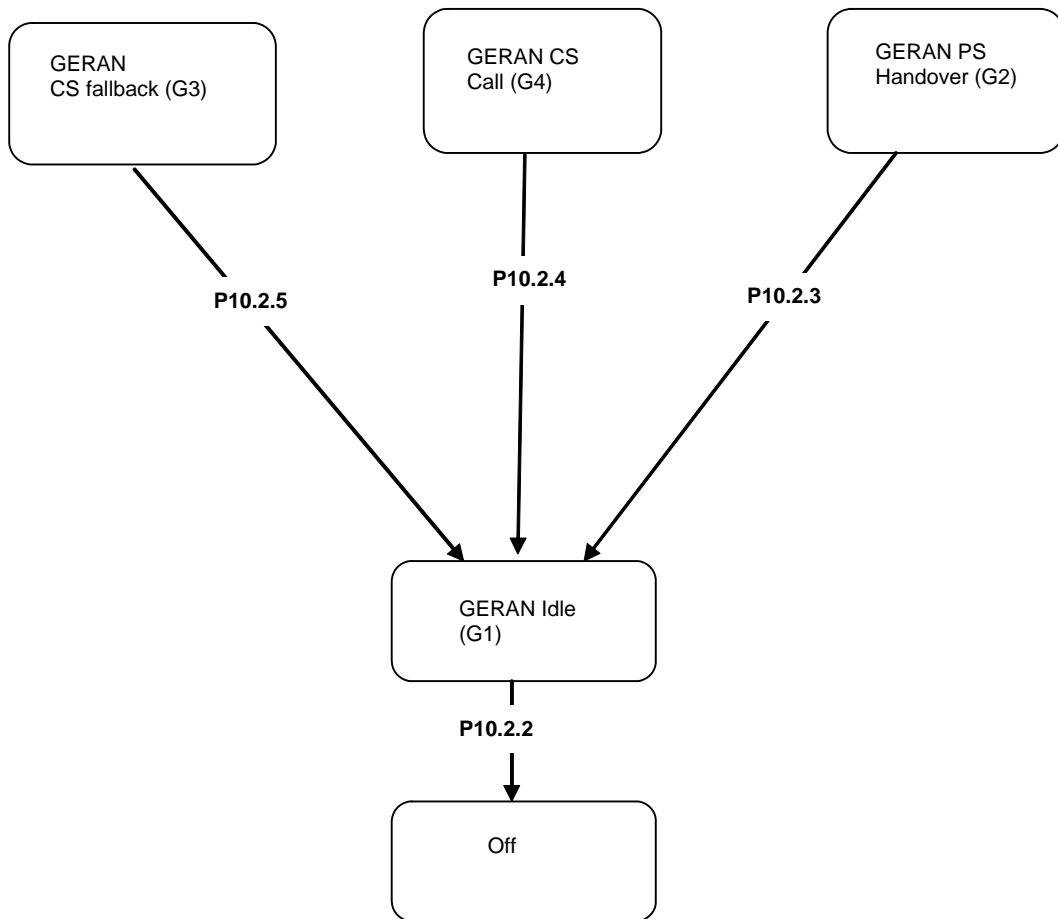 GERAN
CS fallback (G3)
GERAN CS
Call (G4)
GERAN PS
Handover (G2)
P10.2.5
P10.2.4
P10.2.3
GERAN Idle
(G1)
P10.2.2
Off